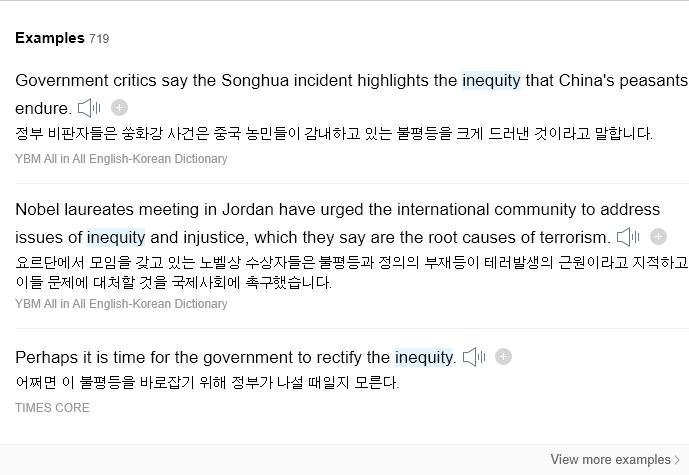 Examples 719
Government critics say the Songhua incident highlights the inequity that China's peasants
endure.
정부 비판자들은 쑹화강 사건은 중국 농민들이 감내하고 있는 불평등을 크게 드러낸 것이라고 말합니다.
YBM All in All English-Korean Dictionary
Nobel laureates meeting in Jordan have urged the international community to address
issues of inequity and injustice, which they say are the root causes of terrorism.
요르단에서 모임을 갖고 있는 노벨상 수상자들은 불평등과 정의의 부재등이 테러발생의 근원이라고 지적하고
이들 문제에 대처할 것을 국제사회에 촉구했습니다.
YBM All in All English-Korean Dictionary
Perhaps it is time for the government to rectify the inequity.
어쩌면 이 불평등을 바로잡기 위해 정부가 나설 때일지 모른다.
TIMES CORE
View more examples